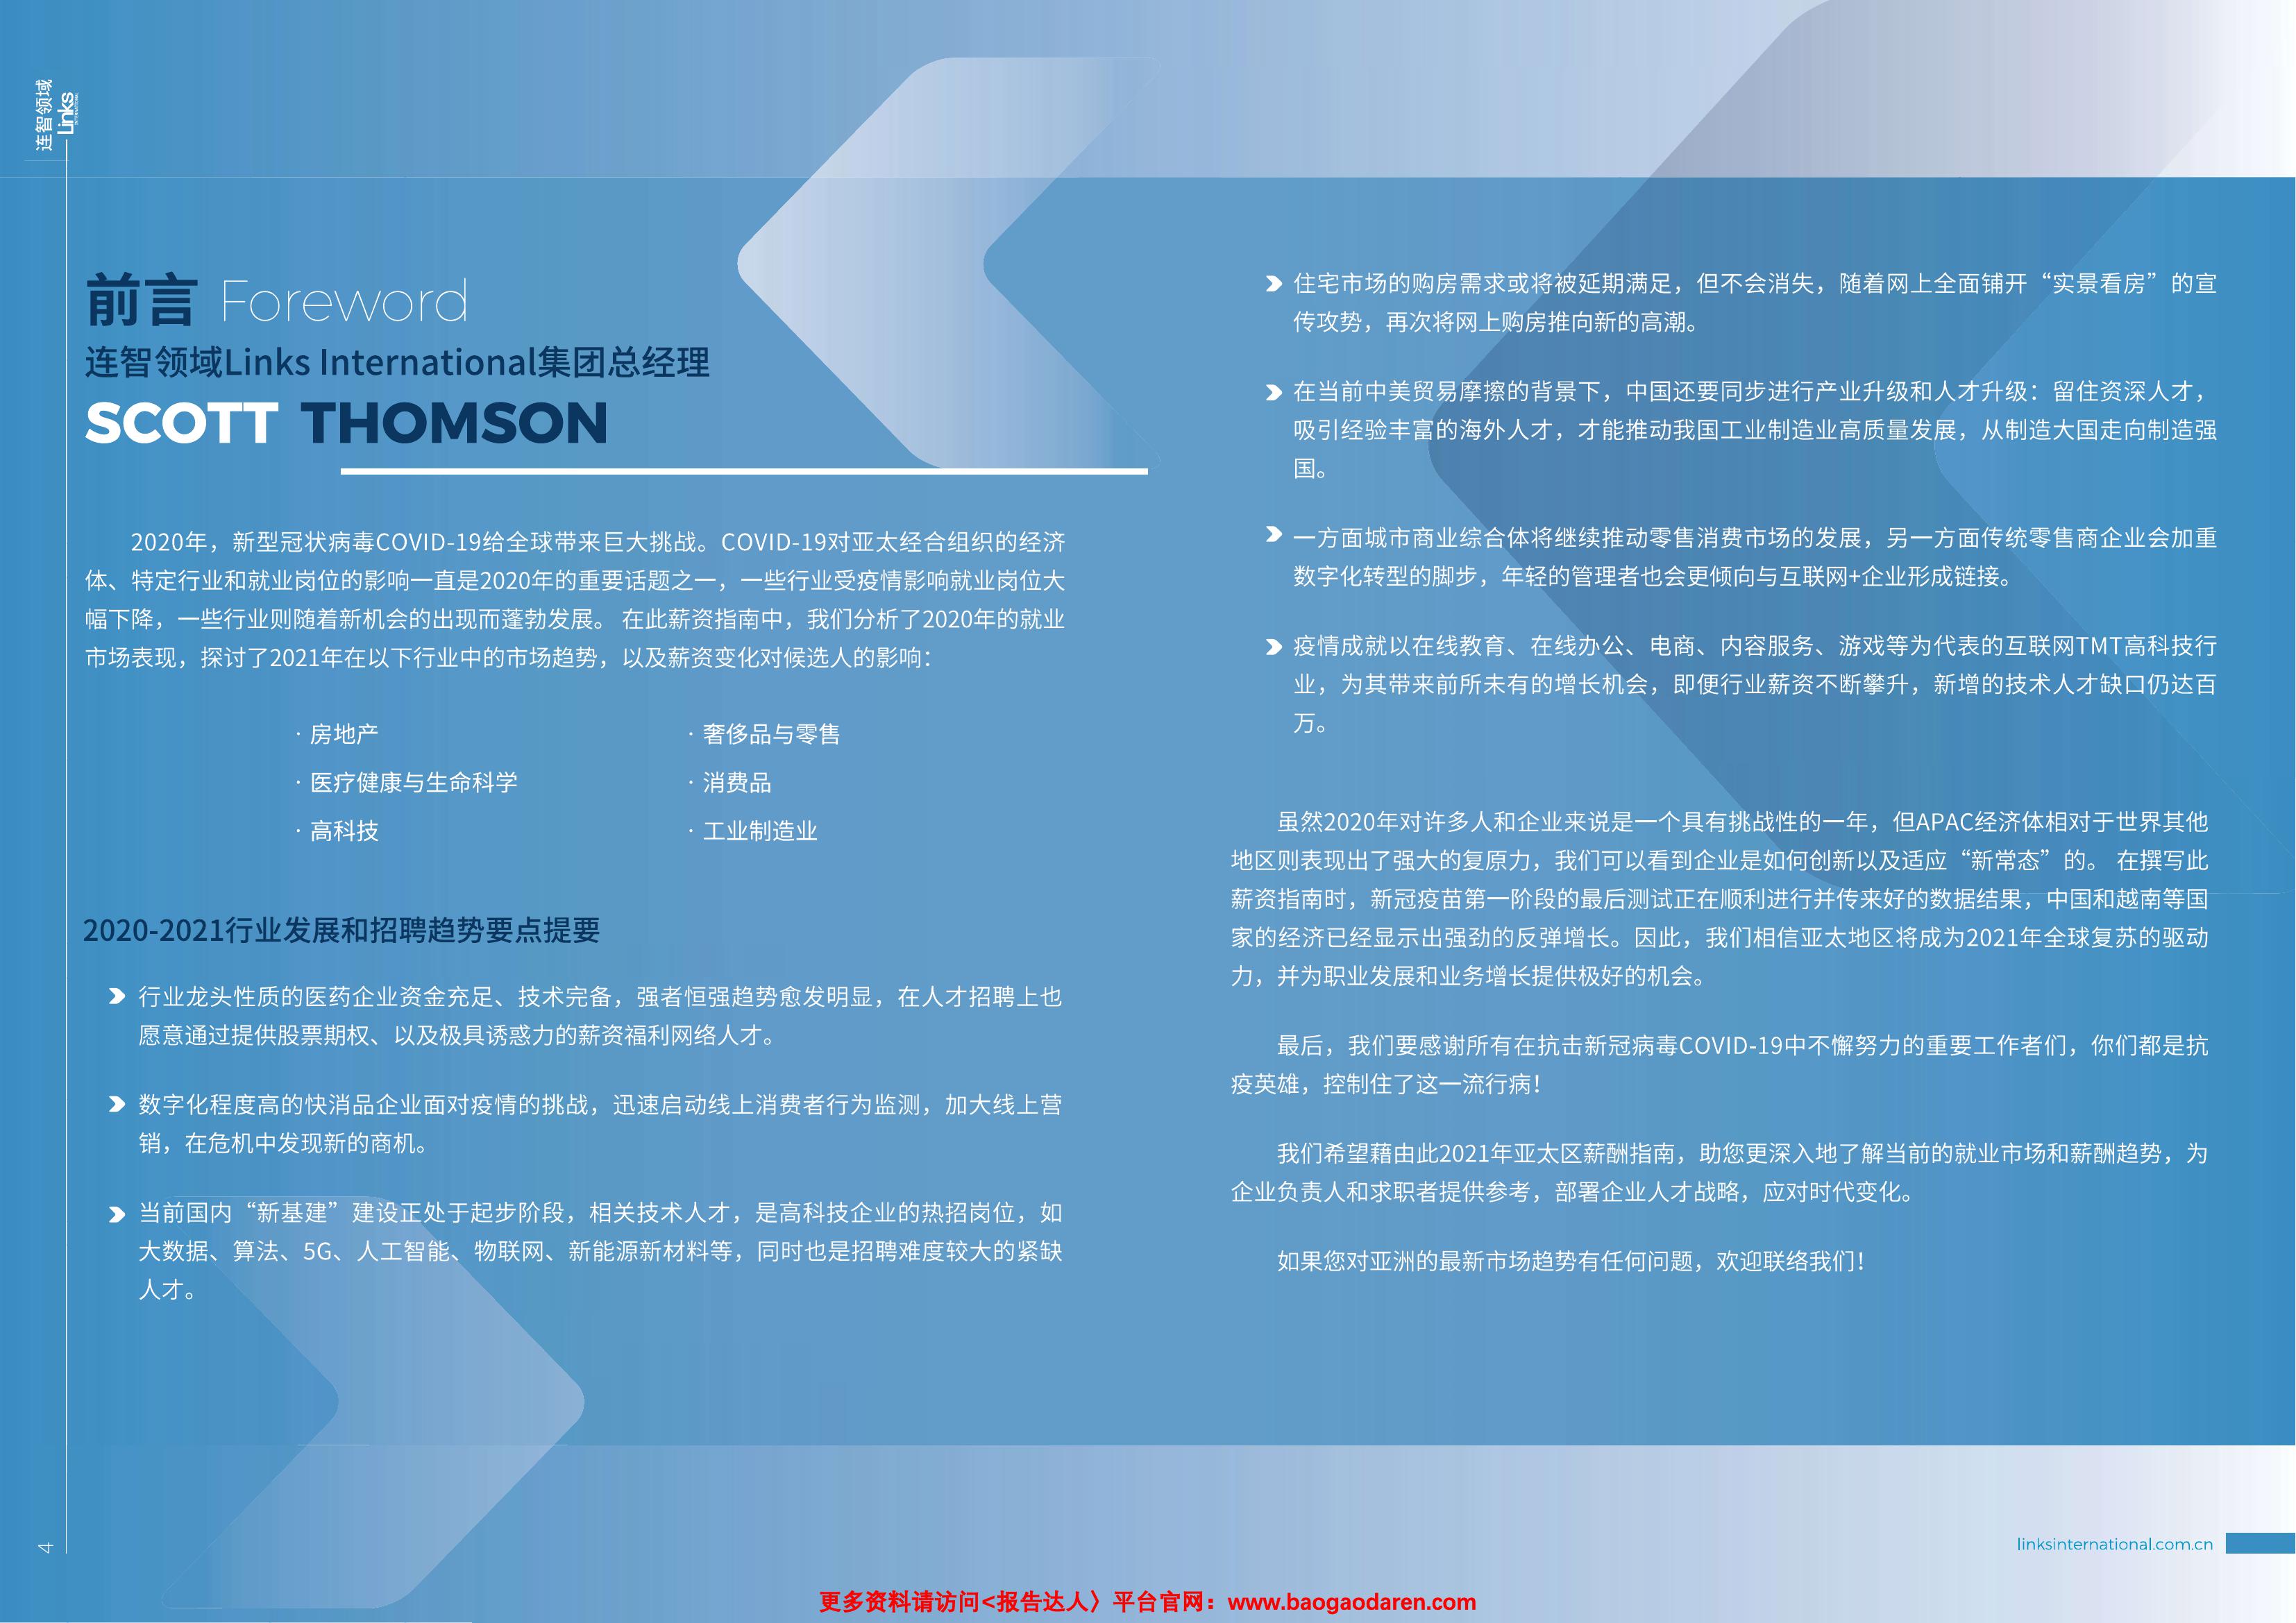 连智领域
Links
INTERNATIONAL
前言 Foreword
连智领域Links International集团总经理
SCOTT THOMSON
2020年，新型冠状病毒COVID-19给全球带来巨大挑战。COVID-19对亚太经合组织的经济
体、特定行业和就业岗位的影响一直是2020年的重要话题之一，一些行业受疫情影响就业岗位大
幅下降，一些行业则随着新机会的出现而蓬勃发展。 在此薪资指南中，我们分析了2020年的就业
市场表现，探讨了2021年在以下行业中的市场趋势，以及薪资变化对候选人的影响：
· 房地产
· 医疗健康与生命科学
· 高科技
· 奢侈品与零售
· 消费品
· 工业制造业
2020-2021行业发展和招聘趋势要点提要
行业龙头性质的医药企业资金充足、技术完备，强者恒强趋势愈发明显，在人才招聘上也
愿意通过提供股票期权、以及极具诱惑力的薪资福利网络人才。
数字化程度高的快消品企业面对疫情的挑战，迅速启动线上消费者行为监测，加大线上营
销，在危机中发现新的商机。
当前国内“新基建”建设正处于起步阶段，相关技术人才，是高科技企业的热招岗位，如
大数据、算法、5G、人工智能、物联网、新能源新材料等，同时也是招聘难度较大的紧缺
人才。
住宅市场的购房需求或将被延期满足，但不会消失，随着网上全面铺开“实景看房”的宣
传攻势，再次将网上购房推向新的高潮。
在当前中美贸易摩擦的背景下，中国还要同步进行产业升级和人才升级：留住资深人才，
吸引经验丰富的海外人才，才能推动我国工业制造业高质量发展，从制造大国走向制造强
国。
一方面城市商业综合体将继续推动零售消费市场的发展，另一方面传统零售商企业会加重
数字化转型的脚步，年轻的管理者也会更倾向与互联网+企业形成链接。
疫情成就以在线教育、在线办公、电商、内容服务、游戏等为代表的互联网TMT高科技行
业，为其带来前所未有的增长机会，即便行业薪资不断攀升，新增的技术人才缺口仍达百
万。
虽然2020年对许多人和企业来说是一个具有挑战性的一年，但APAC经济体相对于世界其他
地区则表现出了强大的复原力，我们可以看到企业是如何创新以及适应“新常态”的。 在撰写此
薪资指南时，新冠疫苗第一阶段的最后测试正在顺利进行并传来好的数据结果，中国和越南等国
家的经济已经显示出强劲的反弹增长。因此，我们相信亚太地区将成为2021年全球复苏的驱动
力，并为职业发展和业务增长提供极好的机会。
最后，我们要感谢所有在抗击新冠病毒COVID-19中不懈努力的重要工作者们，你们都是抗
疫英雄，控制住了这一流行病！
我们希望藉由此2021年亚太区薪酬指南，助您更深入地了解当前的就业市场和薪酬趋势，为
企业负责人和求职者提供参考，部署企业人才战略，应对时代变化。
如果您对亚洲的最新市场趋势有任何问题，欢迎联络我们！
4
linksinternational.com.cn
更多资料请访问<报告达人〉平台官网：www.baogaodaren.com